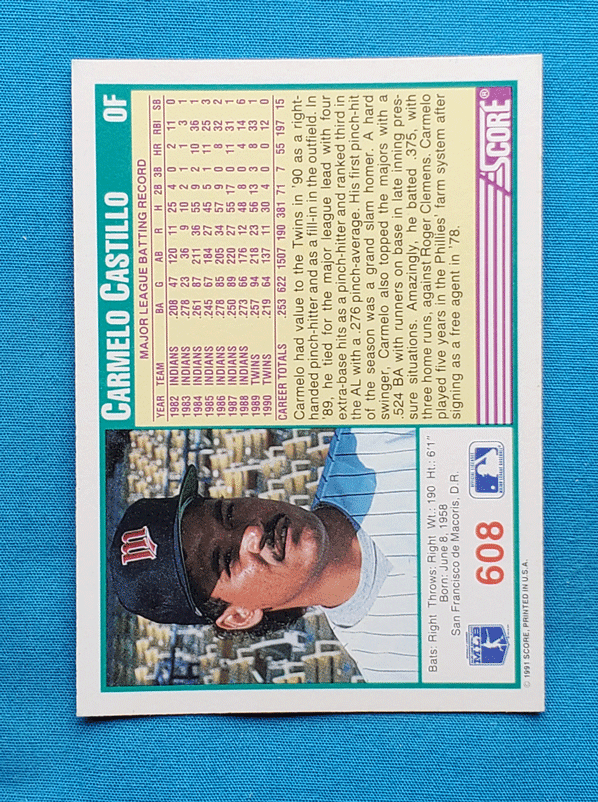 CARMELO CASTILLO OF
MAJOR LEAGUE BATTING RECORD
YEAR TEAM BA G AB R H 2B 3B HR RBI SB
1982 INDIANS .208 47 120 11 25 4 0 2 11 0
1983 INDIANS .278 23 36 9 10 2 1 1 3 1
1984 INDIANS .261 87 211 36 55 9 2 10 36 1
1985 INDIANS .245 67 184 27 45 5 1 11 25 3
1986 INDIANS .278 85 205 34 57 9 0 8 32 2
1987 INDIANS .250 89 220 27 55 17 0 11 31 1
1988 INDIANS .273 66 176 12 48 8 0 4 14 6
1989 TWINS .257 94 218 23 56 13 3 8 33 1
1990 TWINS .219 64 137 11 30 4 0 0 12 0
CAREER TOTALS .253 622 1507 190 381 71 7 55 197 15
Carmelo had value to the Twins in '90 as a right-
handed pinch-hitter and as a fill-in in the outfield. In
'89, he tied for the major league lead with four
extra-base hits as a pinch-hitter and ranked third in
the AL with a .276 pinch-average. His first pinch-hit
of the season was a grand slam homer. A hard
swinger, Carmelo also topped the majors with a
.524 BA with runners on base in late inning pres-
sure situations. Amazingly, he batted .375, with
three home runs, against Roger Clemens. Carmelo
played five years in the Phillies' farm system after
signing as a free agent in '78.
SCORE®
M
Bats: Right Throws: Right Wt.: 190 Ht.: 6'1"
Born: June 8, 1958
San Francisco de Macoris, D.R.
MLB
608
© 1991 SCORE, PRINTED IN U.S.A.